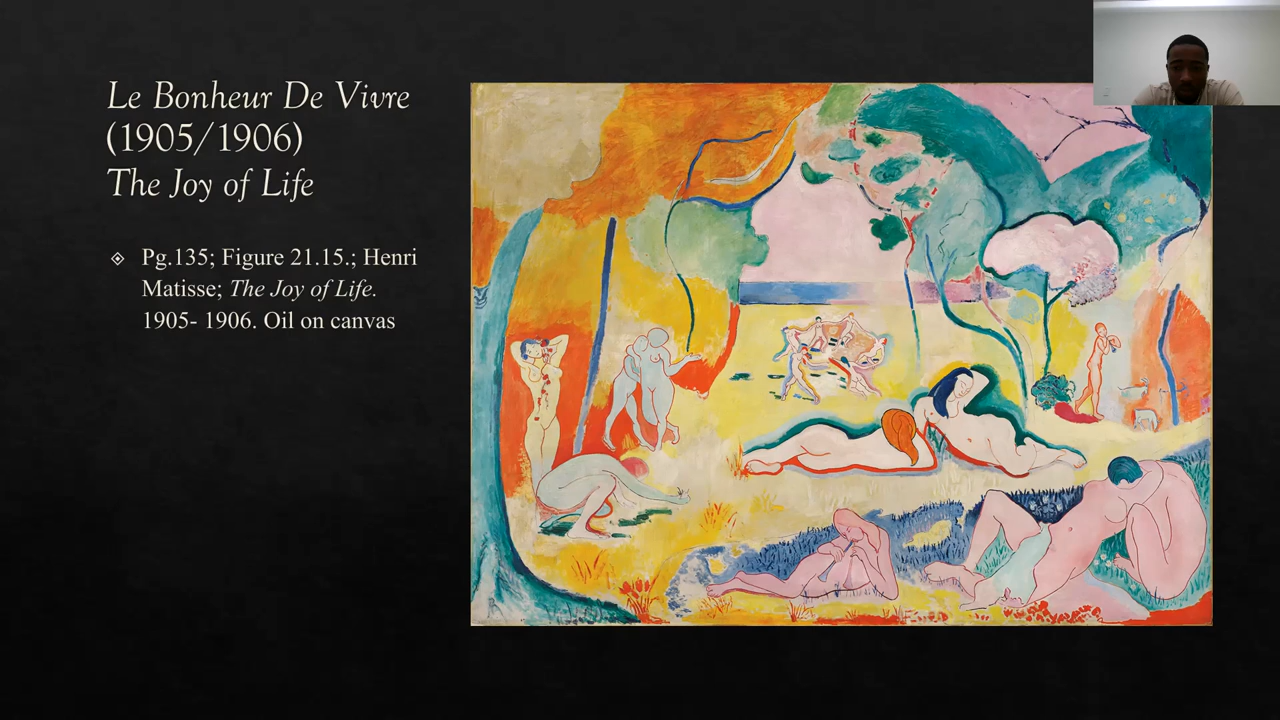 Le Bonheur De Vivre
(1905/1906)
The Joy of Life
Pg.135; Figure 21.15.; Henri
Matisse; The Joy of Life.
1905- 1906. Oil on canvas